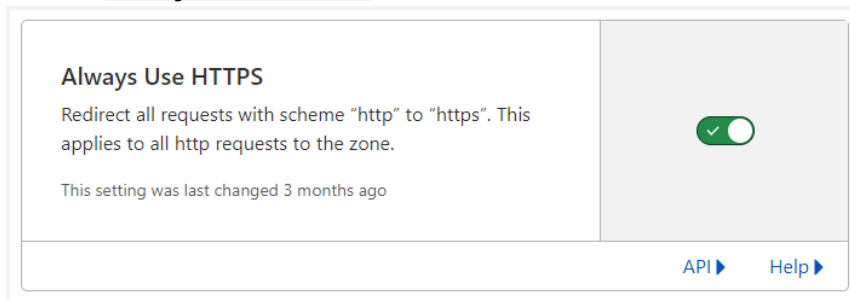 Always Use HTTPS
Redirect all requests with scheme “http” to “https”. This
applies to all http requests to the zone.
This setting was last changed 3 months ago
API
Help